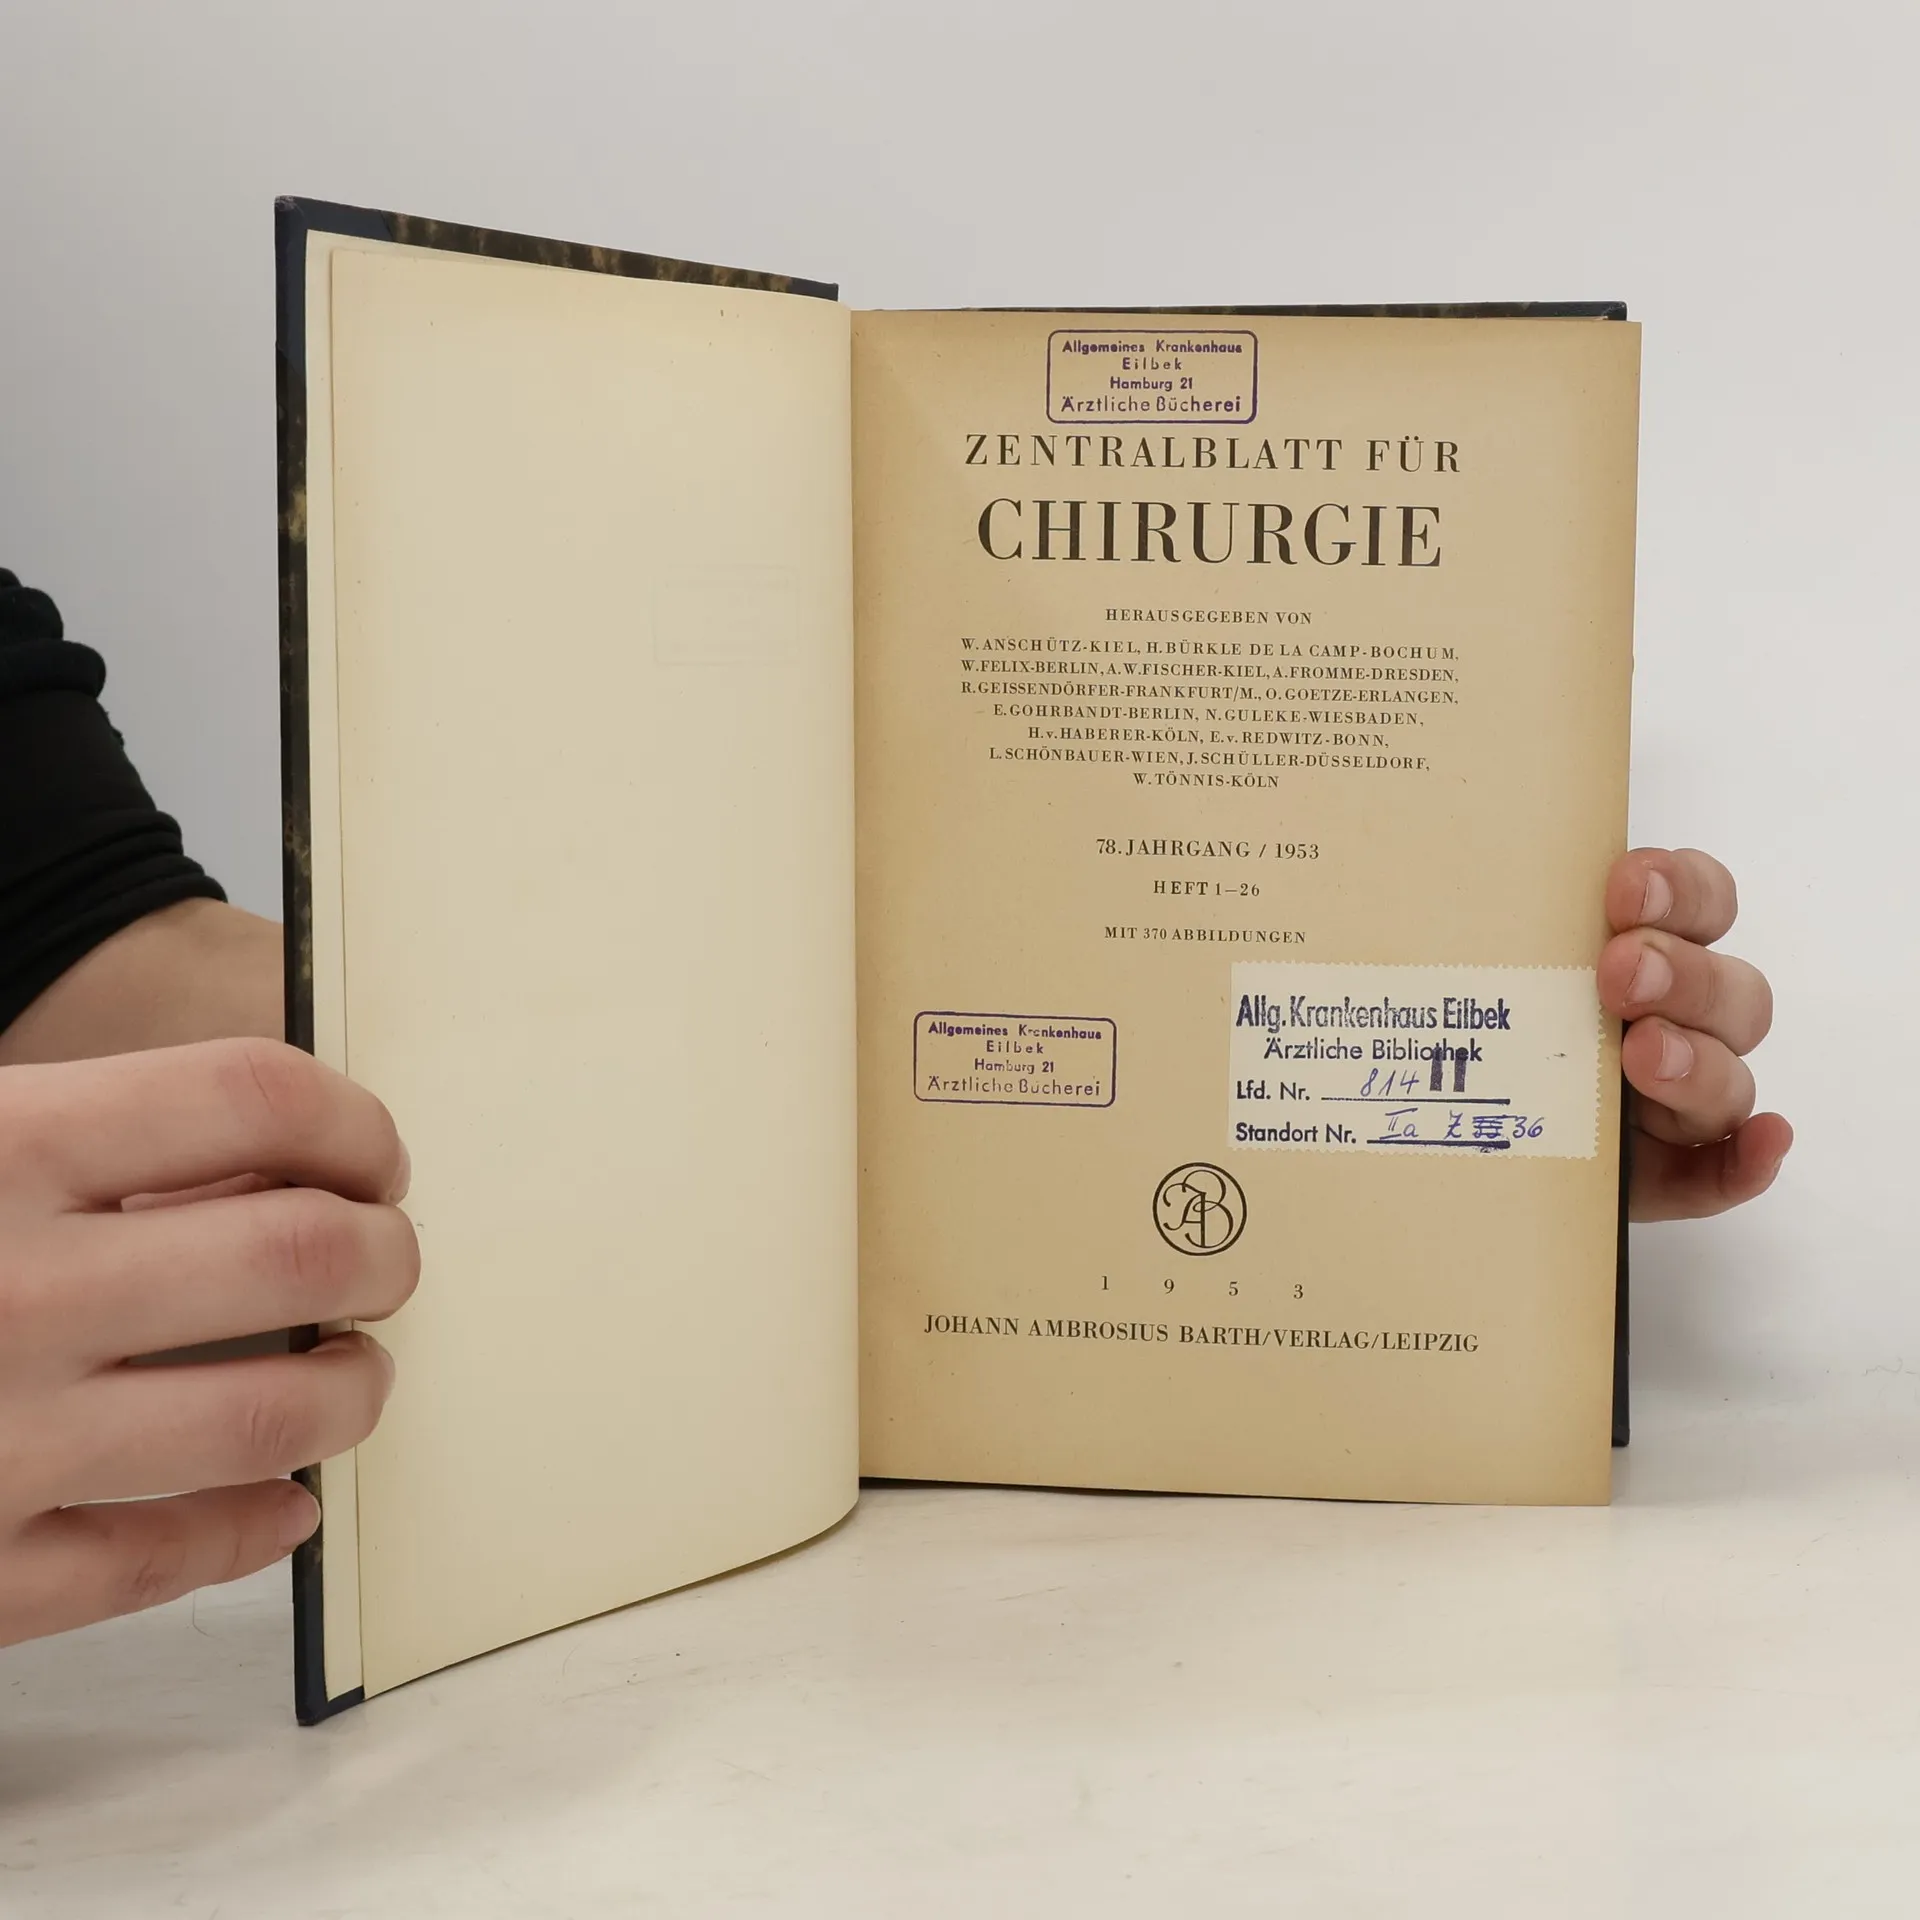 Allgemeines Krankenhaus
Eilbek
Hamburg 21
Ärztliche Bücherei
ZENTRALBLATT FÜR
CHIRURGIE
HERAUSGEGEBEN VON
W. ANSCHÜTZ-KIEL, H. BÜRKLE DE LA CAMP-BOCHUM,
W. FELIX-BERLIN, A. W. FISCHER-KIEL, A. FROMME-DRESDEN,
R. GEISSENDÖRFER-FRANKFURT/M., O. GOETZE-ERLANGEN,
E. GOHRBANDT-BERLIN, N. GULEKE-WIESBADEN,
H. v. HABERER-KÖLN, E. v. REDWITZ-BONN,
L. SCHÖNBAUER-WIEN, J. SCHÜLLER-DÜSSELDORF,
W. TÖNNIS-KÖLN
78. JAHRGANG / 1953
HEFT 1–26
MIT 370 ABBILDUNGEN
Allgemeines Krankenhaus
Eilbek
Hamburg 21
Ärztliche Bücherei
Allg. Krankenhaus Eilbek
Ärztliche Bibliothek
Lfd. Nr. 814 II
Standort Nr. IIa Z 36
JAB
1953
JOHANN AMBROSIUS BARTH/VERLAG/LEIPZIG